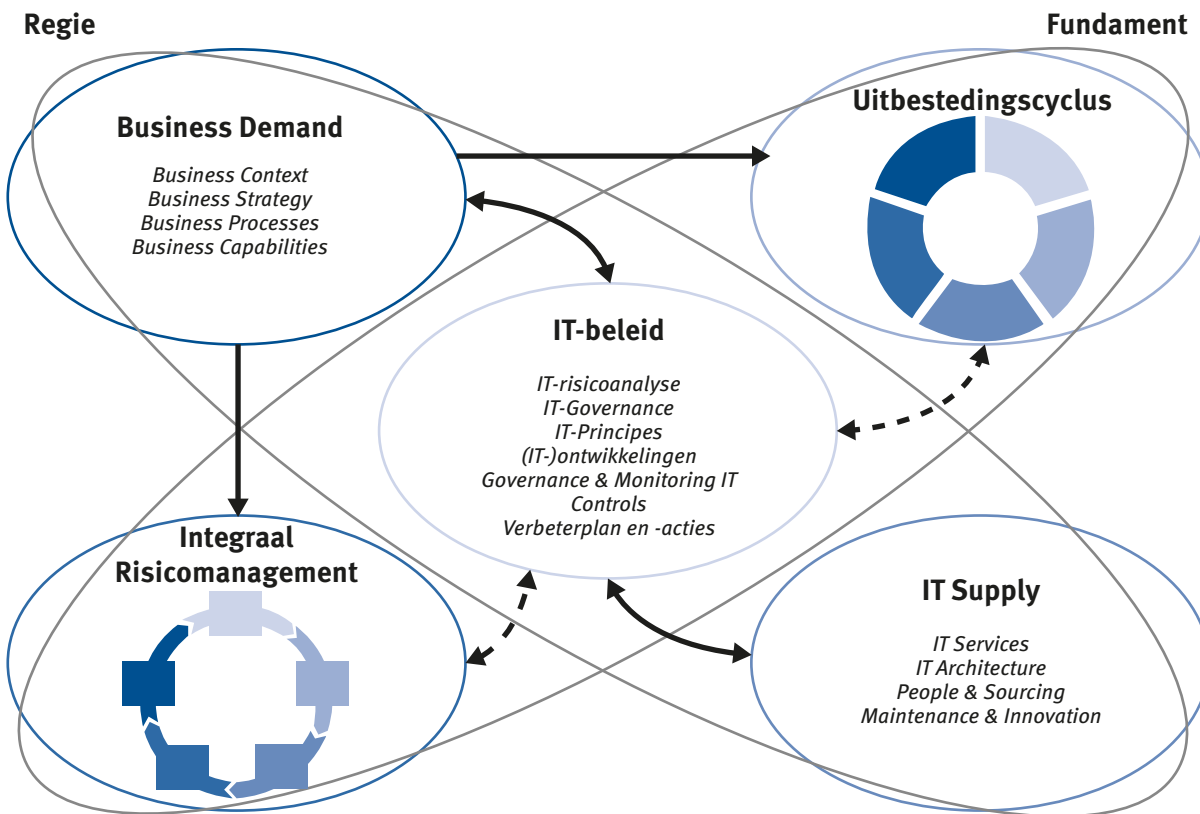 Regie
Fundament
Business Demand
Business Context
Business Strategy
Business Processes
Business Capabilities
Uitbestedingscyclus
IT-beleid
IT-risicoanalyse
IT-Governance
IT-Principes
(IT-)ontwikkelingen
Governance & Monitoring IT
Controls
Verbeterplan en -acties
Integraal
Risicomanagement
IT Supply
IT Services
IT Architecture
People & Sourcing
Maintenance & Innovation